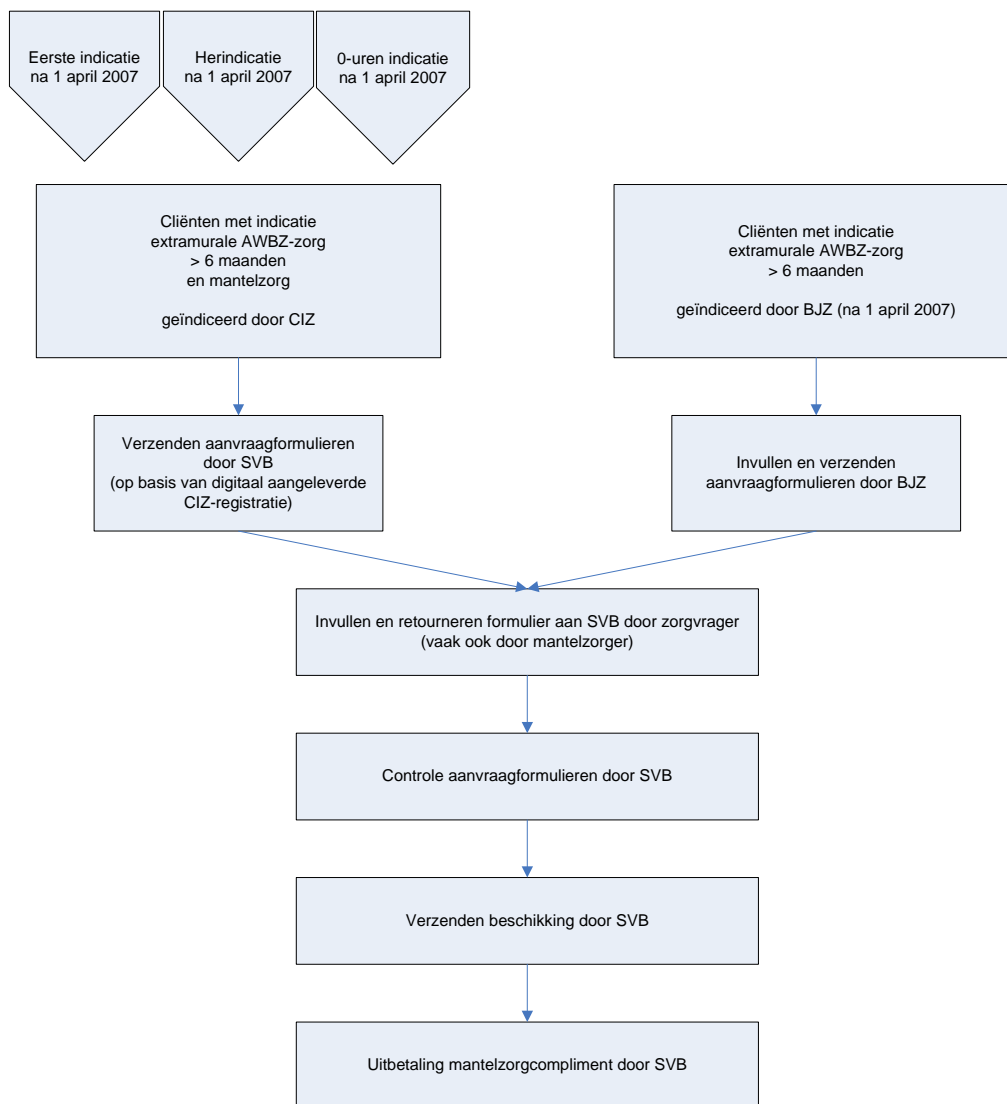 Eerste indicatie
na 1 april 2007
Herindicatie
na 1 april 2007
0-uren indicatie
na 1 april 2007
Cliënten met indicatie
extramurale AWBZ-zorg
> 6 maanden
en mantelzorg
geïndiceerd door CIZ
Cliënten met indicatie
extramurale AWBZ-zorg
> 6 maanden
geïndiceerd door BJZ (na 1 april 2007)
Verzenden aanvraagformulieren
door SVB
(op basis van digitaal aangeleverde
CIZ-registratie)
Invullen en verzenden
aanvraagformulieren door BJZ
Invullen en retourneren formulier aan SVB door zorgvrager
(vaak ook door mantelzorger)
Controle aanvraagformulieren door SVB
Verzenden beschikking door SVB
Uitbetaling mantelzorgcompliment door SVB